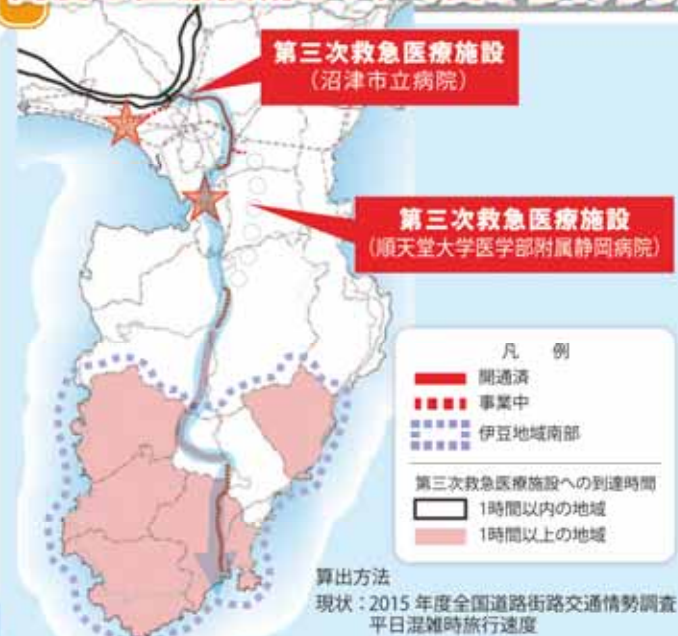 第三次救急医療施設
（沼津市立病院）
第三次救急医療施設
（順天堂大学医学部附属静岡病院）
凡　例
開通済
事業中
伊豆地域南部
第三次救急医療施設への到達時間
1時間以内の地域
1時間以上の地域
算出方法
現状：2015 年度全国道路街路交通情勢調査
平日混雑時旅行速度